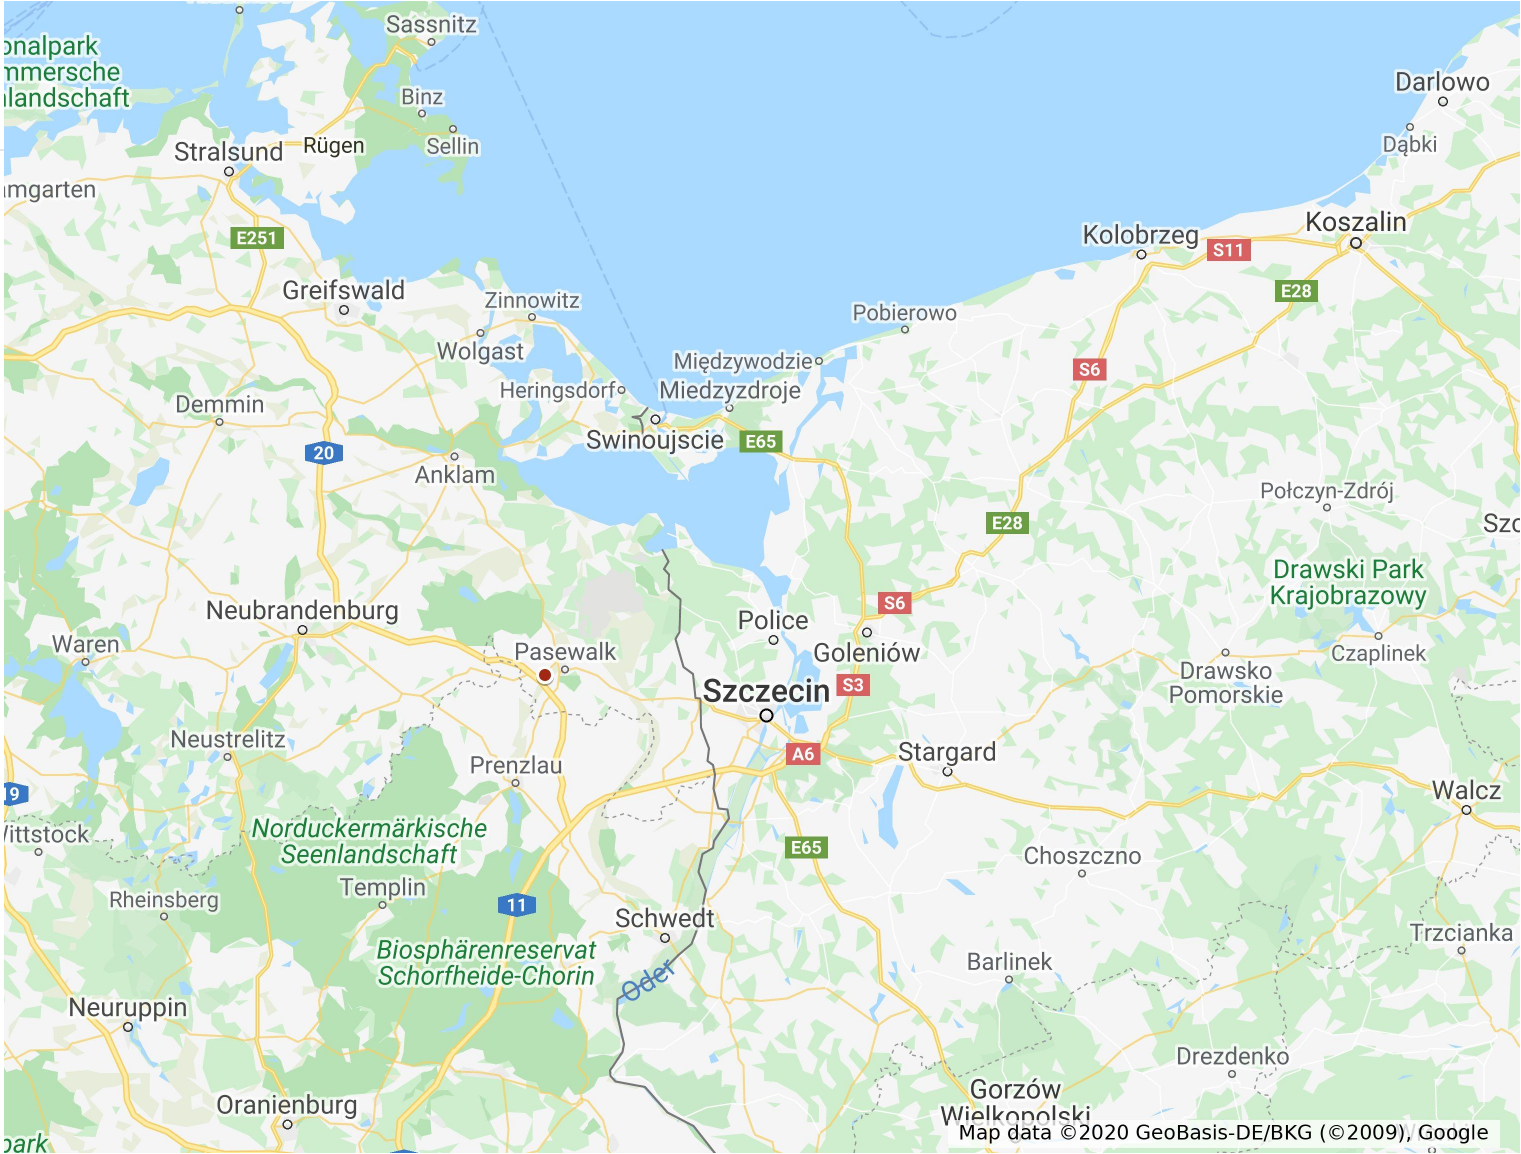 Sassnitz
onalpark
mmersche
landschaft
Binz
Sellin
Rügen
Stralsund
mgarten
E251
Darlowo
Dąbki
Koszalin
Kolobrzeg
S11
E28
Greifswald
Zinnowitz
Wolgast
Pobierowo
Międzywodzie
Heringsdorf
Miedzyzdroje
S6
Demmin
Swinoujscie
E65
20
Anklam
Połczyn-Zdrój
Szc
E28
Drawski Park
Krajobrazowy
S6
Neubrandenburg
Police
Goleniów
Waren
Pasewalk
Czaplinek
Drawsko
Pomorskie
S3
Szczecin
Neustrelitz
Prenzlau
A6
Stargard
19
Walcz
Wittstock
Norduckermärkische
Seenlandschaft
E65
Choszczno
Templin
Rheinsberg
11
Schwedt
Trzcianka
Biosphärenreservat
Schorfheide-Chorin
Barlinek
Oder
Neuruppin
Drezdenko
Gorzów
Wielkopolski
Oranienburg
park
Map data ©2020 GeoBasis-DE/BKG (©2009), Google